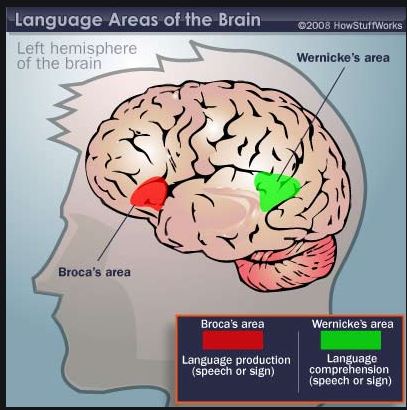 Language Areas of the Brain
©2008 HowStuffWorks
Left hemisphere
of the brain
Wernicke's area
Broca's area
Broca's area
Language production
(speech or sign)
Wernicke's area
Language
comprehension
(speech or sign)